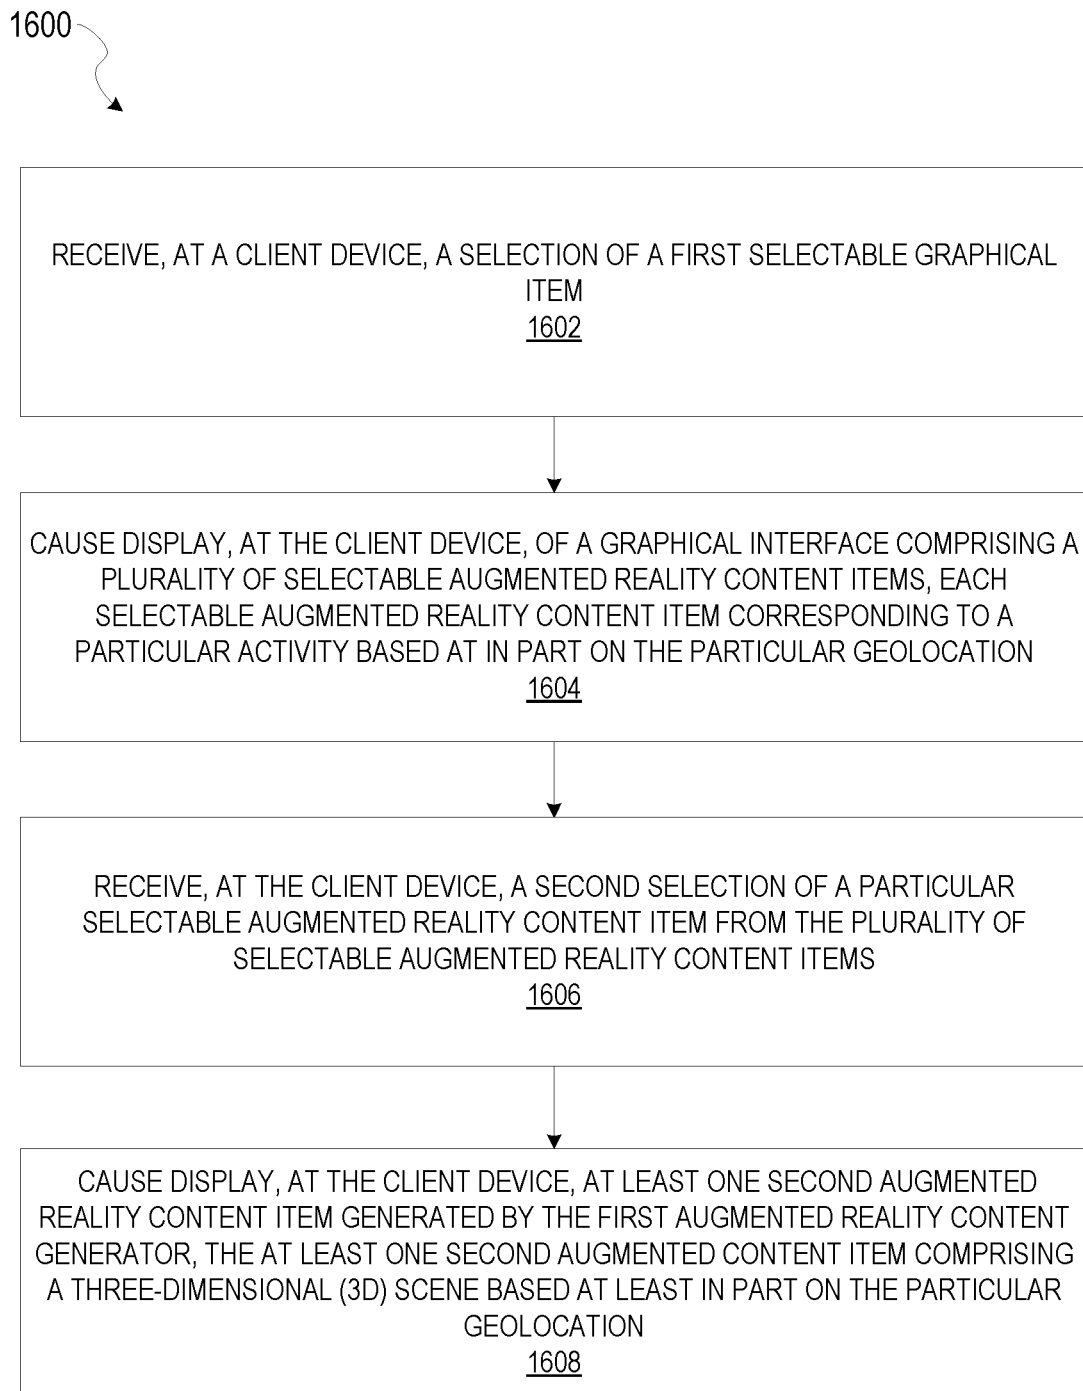 1600
RECEIVE, AT A CLIENT DEVICE, A SELECTION OF A FIRST SELECTABLE GRAPHICAL
ITEM
1602
CAUSE DISPLAY, AT THE CLIENT DEVICE, OF A GRAPHICAL INTERFACE COMPRISING A
PLURALITY OF SELECTABLE AUGMENTED REALITY CONTENT ITEMS, EACH
SELECTABLE AUGMENTED REALITY CONTENT ITEM CORRESPONDING TO A
PARTICULAR ACTIVITY BASED AT IN PART ON THE PARTICULAR GEOLOCATION
1604
RECEIVE, AT THE CLIENT DEVICE, A SECOND SELECTION OF A PARTICULAR
SELECTABLE AUGMENTED REALITY CONTENT ITEM FROM THE PLURALITY OF
SELECTABLE AUGMENTED REALITY CONTENT ITEMS
1606
CAUSE DISPLAY, AT THE CLIENT DEVICE, AT LEAST ONE SECOND AUGMENTED
REALITY CONTENT ITEM GENERATED BY THE FIRST AUGMENTED REALITY CONTENT
GENERATOR, THE AT LEAST ONE SECOND AUGMENTED CONTENT ITEM COMPRISING
A THREE-DIMENSIONAL (3D) SCENE BASED AT LEAST IN PART ON THE PARTICULAR
GEOLOCATION
1608